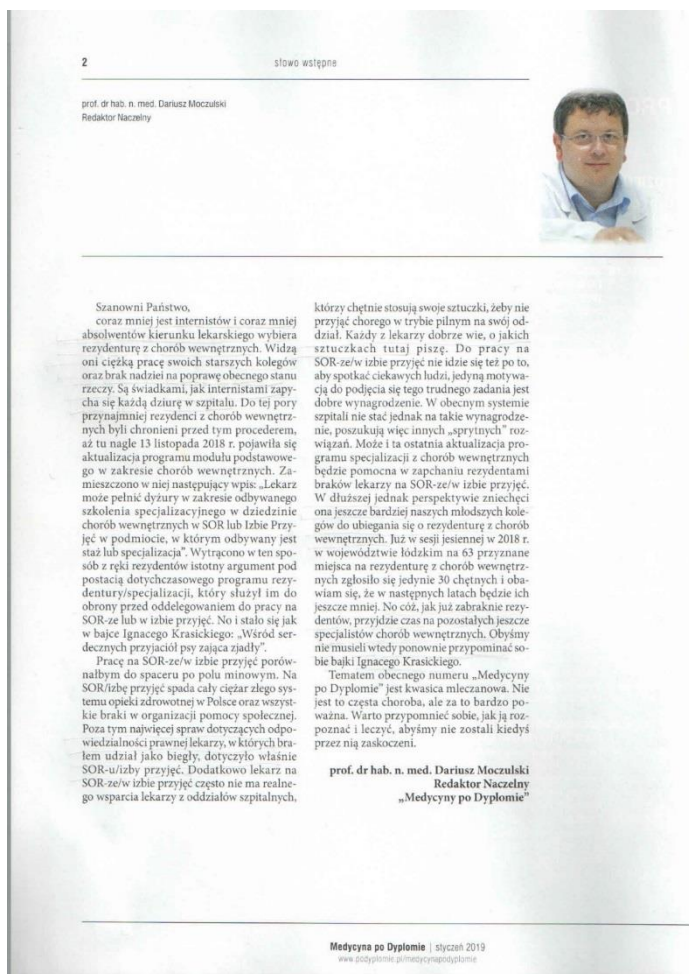 2
słowo wstępne
prof. dr hab. n. med. Dariusz Moczulski
Redaktor Naczelny
Szanowni Państwo,
coraz mniej jest internistów i coraz mniej
absolwentów kierunku lekarskiego wybiera
rezydenturę z chorób wewnętrznych. Widzą
oni ciężką pracę swoich starszych kolegów
oraz brak nadziei na poprawę obecnego stanu
rzeczy. Są świadkami, jak internistami zapy-
cha się każdą dziurę w szpitalu. Do tej pory
przynajmniej rezydenci z chorób wewnętrz-
nych byli chronieni przed tym procederem,
aż tu nagle 13 listopada 2018 r. pojawiła się
aktualizacja programu modułu podstawowe-
go w zakresie chorób wewnętrznych. Za-
mieszczono w niej następujący wpis: „Lekarz
może pełnić dyżury w zakresie odbywanego
szkolenia specjalizacyjnego w dziedzinie
chorób wewnętrznych w SOR lub Izbie Przy-
jęć w podmiocie, w którym odbywany jest
staż lub specjalizacja”. Wytrącono w ten spo-
sób z ręki rezydentów istotny argument pod
postacią dotychczasowego programu rezy-
dentury/specjalizacji, który służył im do
obrony przed oddelegowaniem do pracy na
SOR-ze lub w izbie przyjęć. No i stało się jak
w bajce Ignacego Krasickiego: „Wśród ser-
decznych przyjaciół psy zająca zjadły”.
Pracę na SOR-ze/w izbie przyjęć porów-
nałbym do spaceru po polu minowym. Na
SOR/izbę przyjęć spada cały ciężar złego sys-
temu opieki zdrowotnej w Polsce oraz wszyst-
kie braki w organizacji pomocy społecznej.
Poza tym najwięcej spraw dotyczących odpo-
wiedzialności prawnej lekarzy, w których bra-
łem udział jako biegły, dotyczyło właśnie
SOR-u/izby przyjęć. Dodatkowo lekarz na
SOR-ze/w izbie przyjęć często nie ma realne-
go wsparcia lekarzy z oddziałów szpitalnych,
którzy chętnie stosują swoje sztuczki, żeby nie
przyjąć chorego w trybie pilnym na swój od-
dział. Każdy z lekarzy dobrze wie, o jakich
sztuczkach tutaj piszę. Do pracy na
SOR-ze/w izbie przyjęć nie idzie się też po to,
aby spotkać ciekawych ludzi, jedyną motywa-
cją do podjęcia się tego trudnego zadania jest
dobre wynagrodzenie. W obecnym systemie
szpitali nie stać jednak na takie wynagrodze-
nie, poszukują więc innych „sprytnych” roz-
wiązań. Może i ta ostatnia aktualizacja pro-
gramu specjalizacji z chorób wewnętrznych
będzie pomocna w zapchaniu rezydentami
braków lekarzy na SOR-ze/w izbie przyjęć.
W dłuższej jednak perspektywie zniechęci
ona jeszcze bardziej naszych młodszych kole-
gów do ubiegania się o rezydenturę z chorób
wewnętrznych. Już w sesji jesiennej w 2018 r.
w województwie łódzkim na 63 przyznane
miejsca na rezydenturę z chorób wewnętrz-
nych zgłosiło się jedynie 30 chętnych i oba-
wiam się, że w następnych latach będzie ich
jeszcze mniej. No cóż, jak już zabraknie rezy-
dentów, przyjdzie czas na pozostałych jeszcze
specjalistów chorób wewnętrznych. Obyśmy
nie musieli wtedy ponownie przypominać so-
bie bajki Ignacego Krasickiego.
Tematem obecnego numeru „Medycyny
po Dyplomie” jest kwasica mleczanowa. Nie
jest to częsta choroba, ale za to bardzo po-
ważna. Warto przypomnieć sobie, jak ją roz-
poznać i leczyć, abyśmy nie zostali kiedyś
przez nią zaskoczeni.
prof. dr hab. n. med. Dariusz Moczulski
Redaktor Naczelny
„Medycyny po Dyplomie”
Medycyna po Dyplomie | styczeń 2019
www.podyplomie.pl/medycynapodyplomie